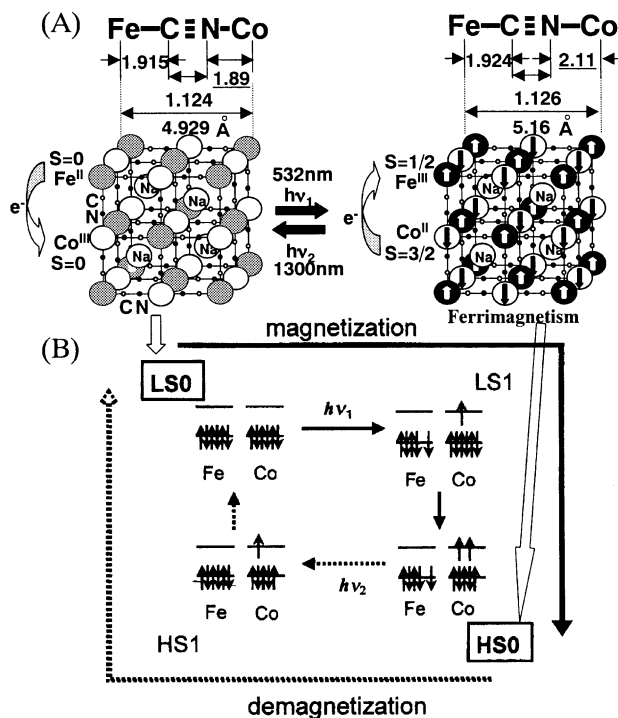 (A)
Fe–C≡N–Co
Fe–C≡N–Co
1.915
1.89
1.924
2.11
1.124
1.126
4.929 Å
5.16 Å
S=0
Fe^II
e-
C
N
Co^III
S=0
Na
Na
Na
Na
C N
532nm
hν₁
hν₂
1300nm
S=1/2
Fe^III
e-
Co^II
S=3/2
Na
Na
Na
Na
Ferrimagnetism
(B)
magnetization
LS0
LS1
hν₁
Fe Co
Fe Co
hν₂
Fe Co
Fe Co
HS1
HS0
demagnetization